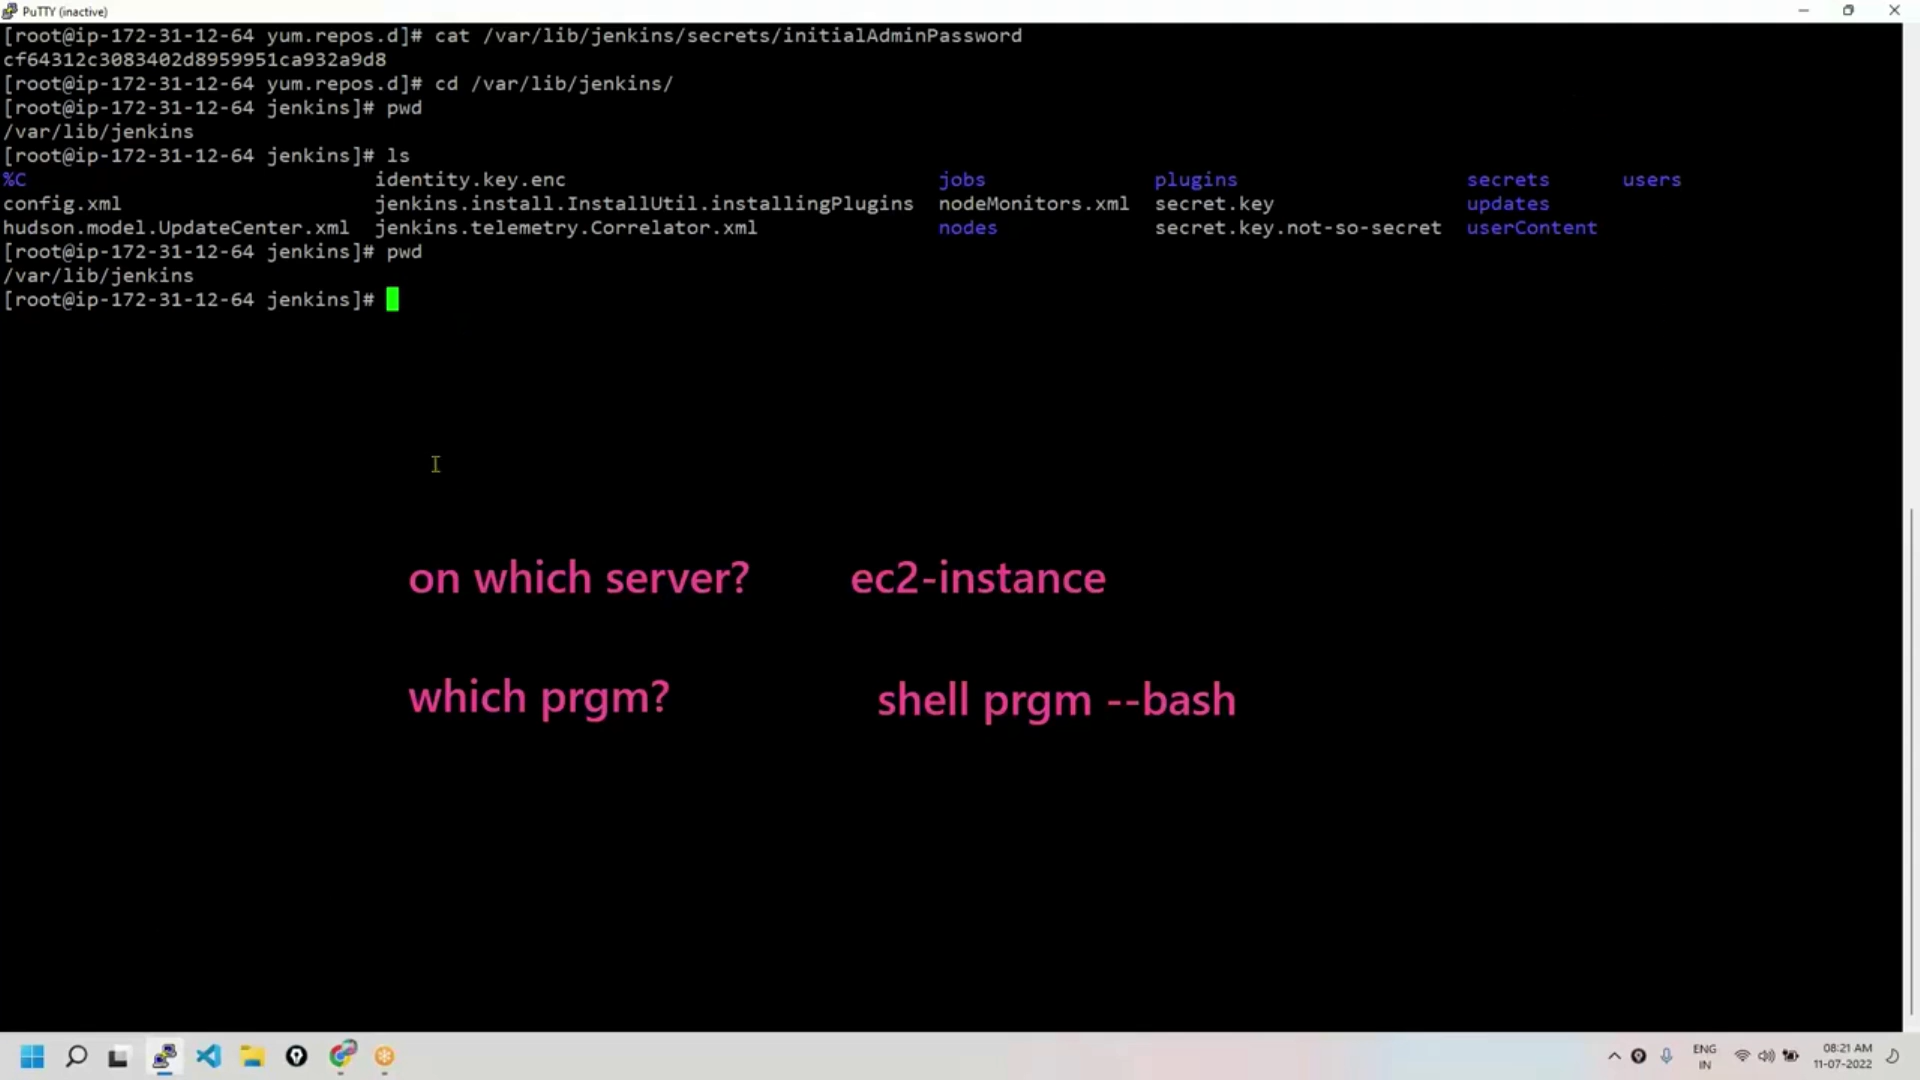 PuTTY (inactive)
[root@ip-172-31-12-64 yum.repos.d]# cat /var/lib/jenkins/secrets/initialAdminPassword
cf64312c3083402d8959951ca932a9d8
[root@ip-172-31-12-64 yum.repos.d]# cd /var/lib/jenkins/
[root@ip-172-31-12-64 jenkins]# pwd
/var/lib/jenkins
[root@ip-172-31-12-64 jenkins]# ls
%C identity.key.enc jobs plugins secrets users
config.xml jenkins.install.InstallUtil.installingPlugins nodeMonitors.xml secret.key updates
hudson.model.UpdateCenter.xml jenkins.telemetry.Correlator.xml nodes secret.key.not-so-secret userContent
[root@ip-172-31-12-64 jenkins]# pwd
/var/lib/jenkins
[root@ip-172-31-12-64 jenkins]#
on which server? ec2-instance
which prgm? shell prgm --bash
ENG 08:21 AM
IN 11-07-2022